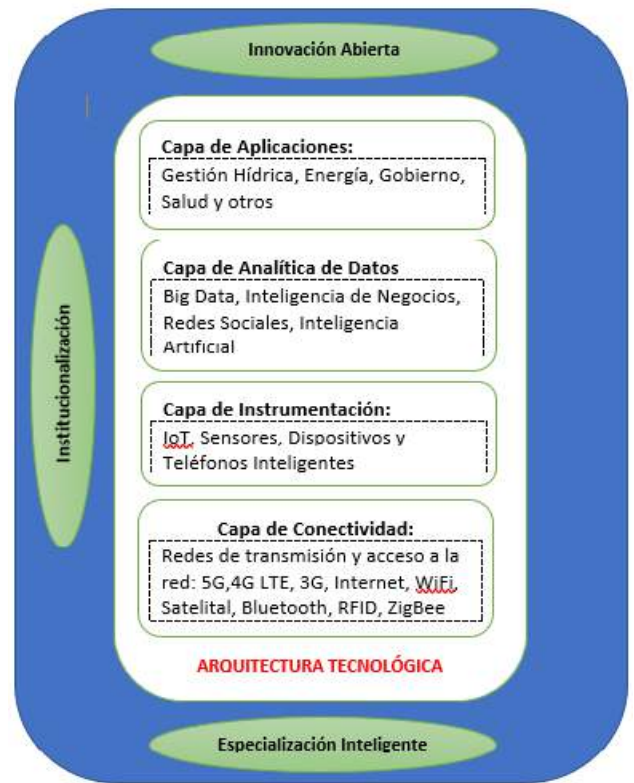 Innovación Abierta
Capa de Aplicaciones:
Gestión Hídrica, Energía, Gobierno,
Salud y otros
Capa de Analítica de Datos
Big Data, Inteligencia de Negocios,
Redes Sociales, Inteligencia
Artificial
Institucionalización
Capa de Instrumentación:
IoT, Sensores, Dispositivos y
Teléfonos Inteligentes
Capa de Conectividad:
Redes de transmisión y acceso a la
red: 5G,4G LTE, 3G, Internet, WiFi,
Satelital, Bluetooth, RFID, ZigBee
ARQUITECTURA TECNOLÓGICA
Especialización Inteligente